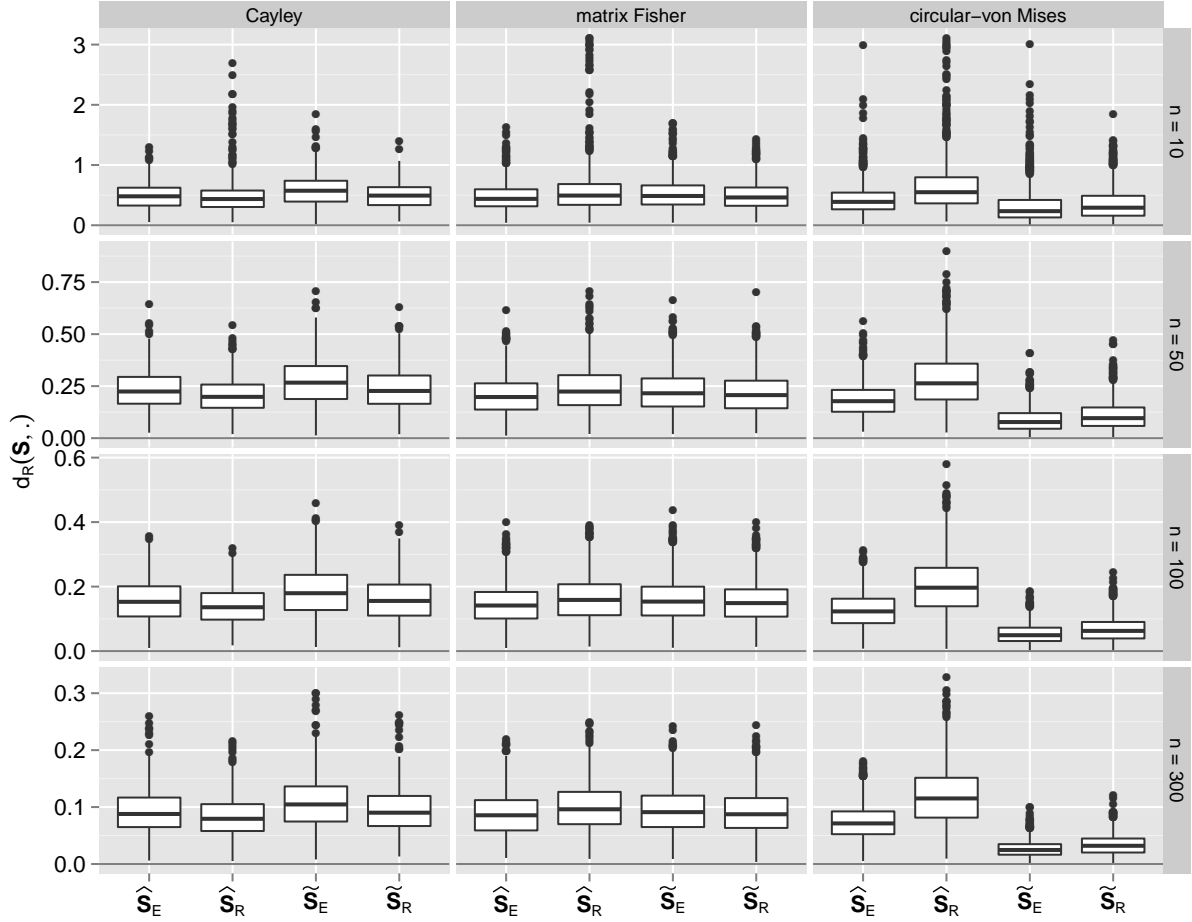 Cayley matrix Fisher circular−von Mises
3
2
1
0
n = 10
0.75
0.50
0.25
0.00
n = 50
d_R(S, .)
0.6
0.4
0.2
0.0
n = 100
0.3
0.2
0.1
0.0
n = 300
Ŝ_E Ŝ_R S̃_E S̃_R Ŝ_E Ŝ_R S̃_E S̃_R Ŝ_E Ŝ_R S̃_E S̃_R